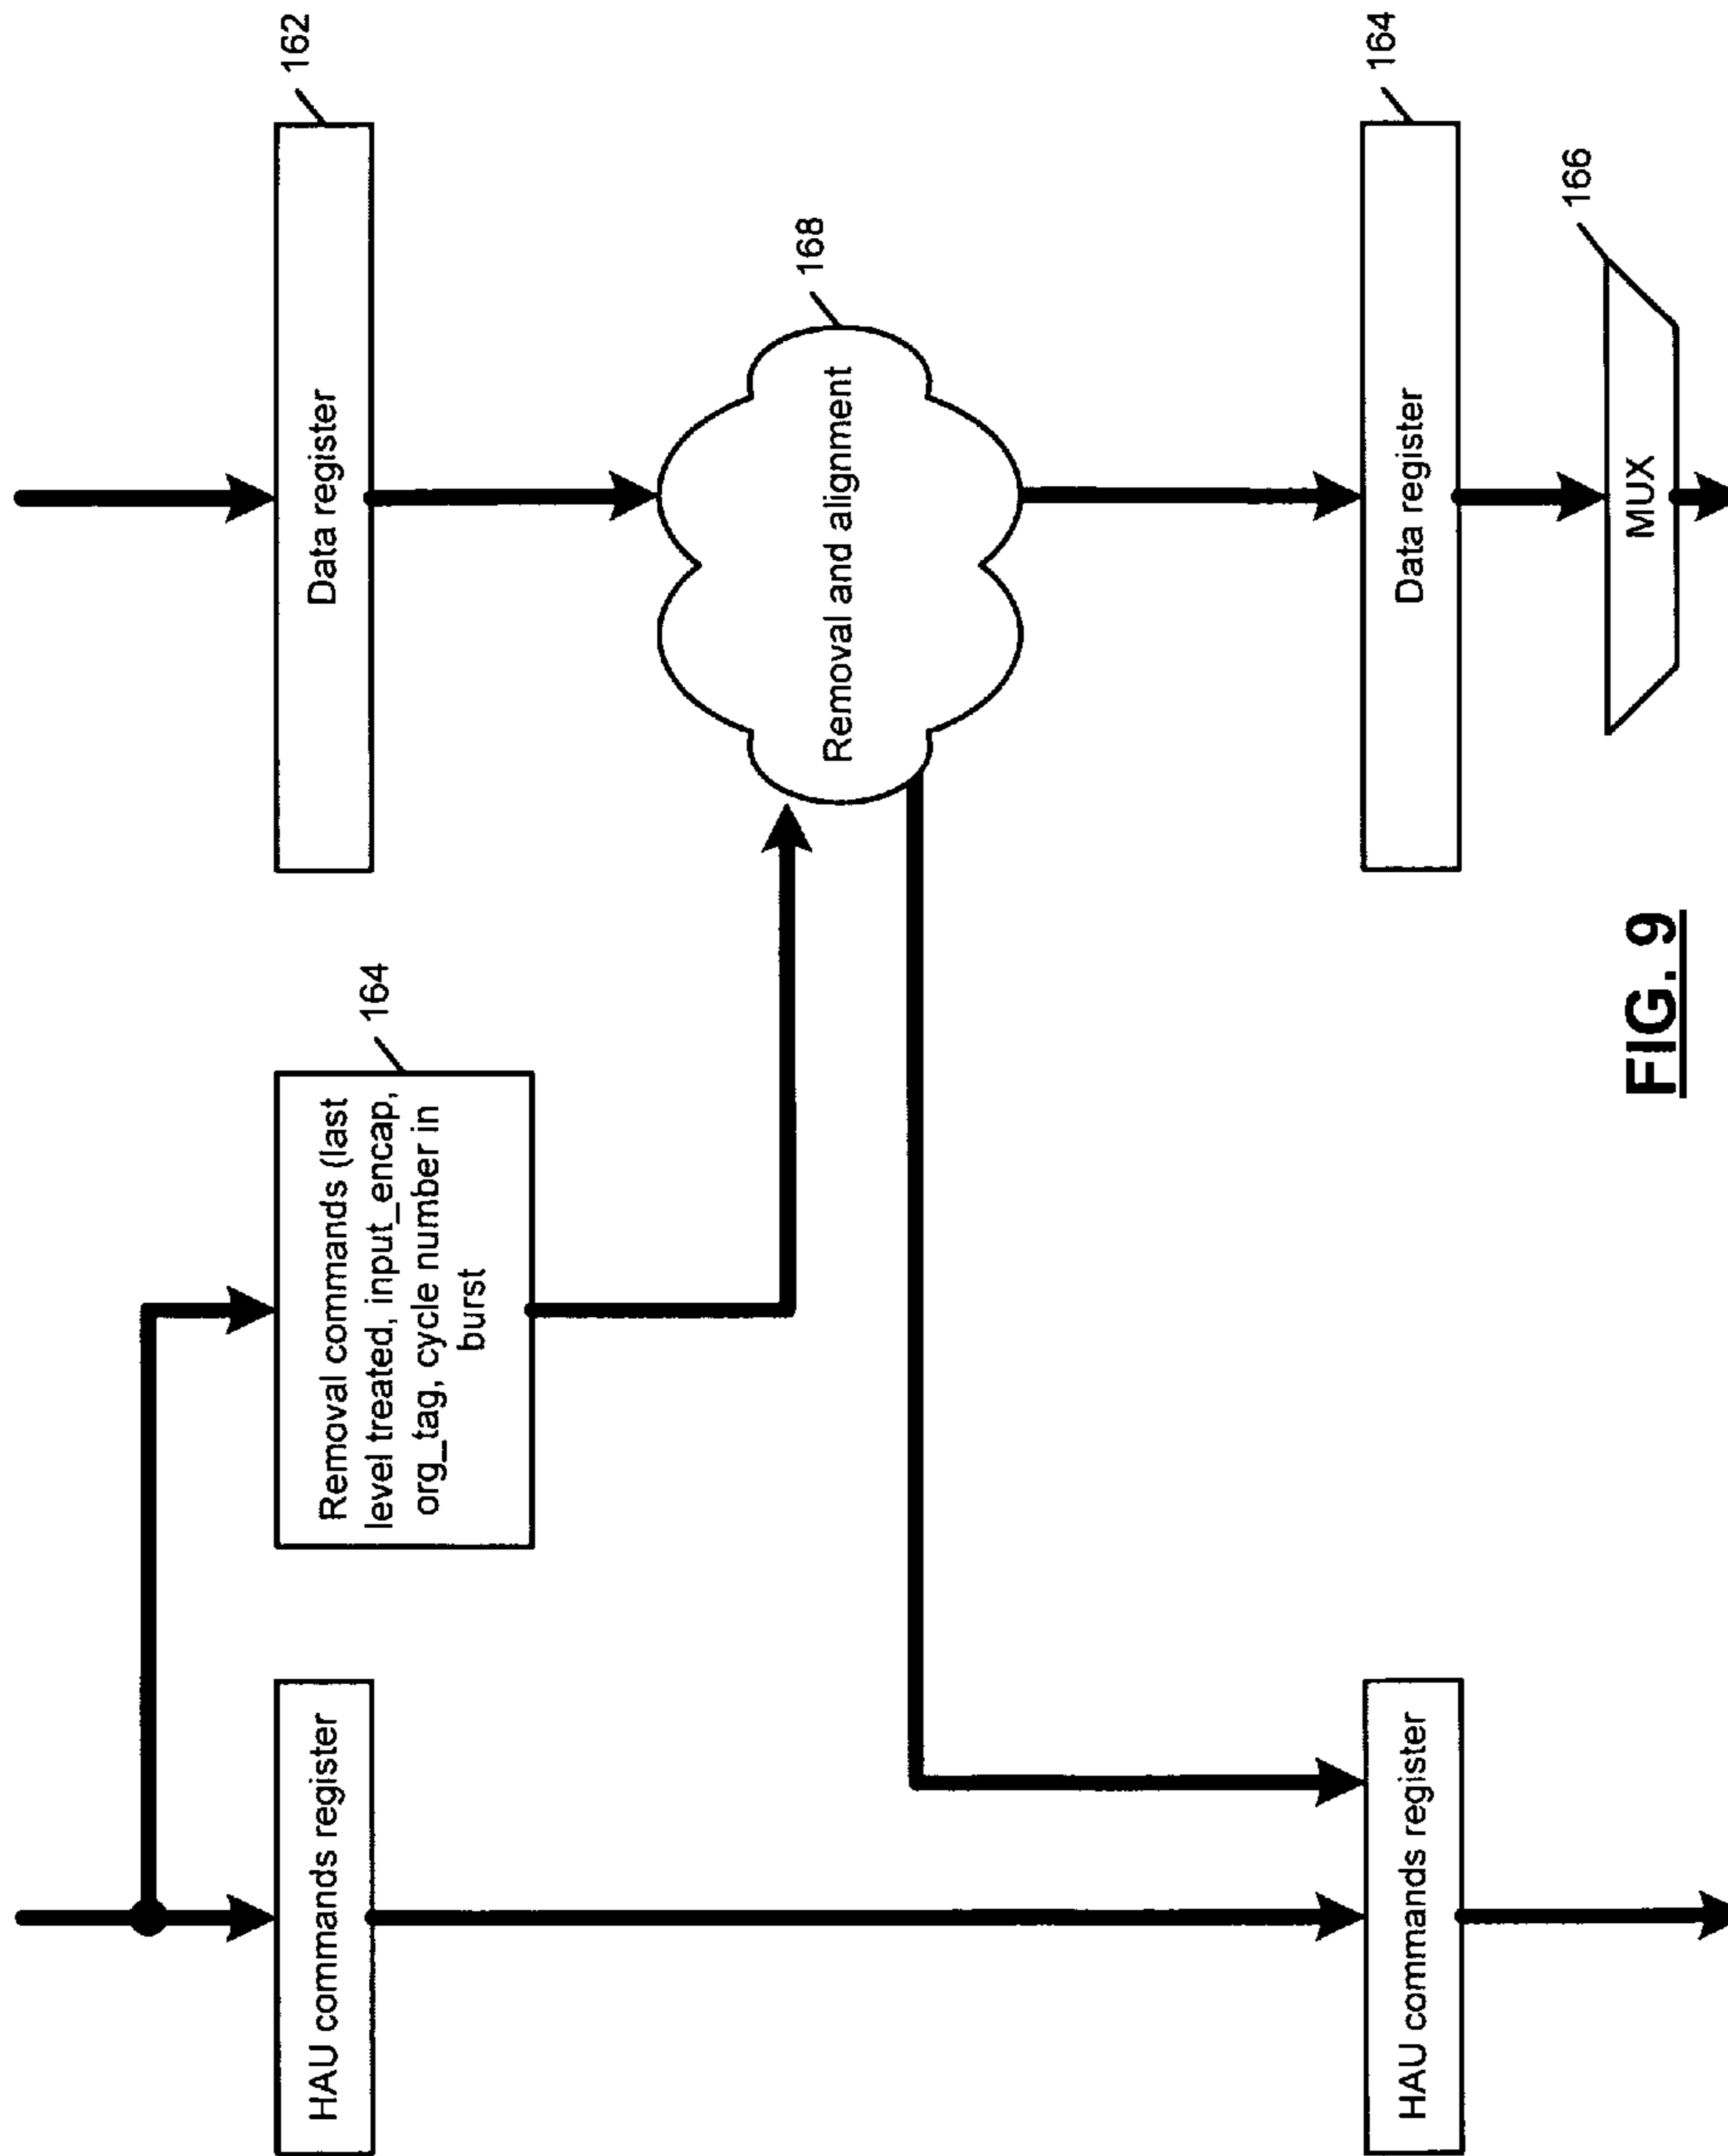 162
Data register
164
Removal commands (last
level treated, input_encap,
org_tag, cycle number in
burst
HAU commands register
168
Removal and alignment
164
Data register
166
MUX
HAU commands register
FIG. 9